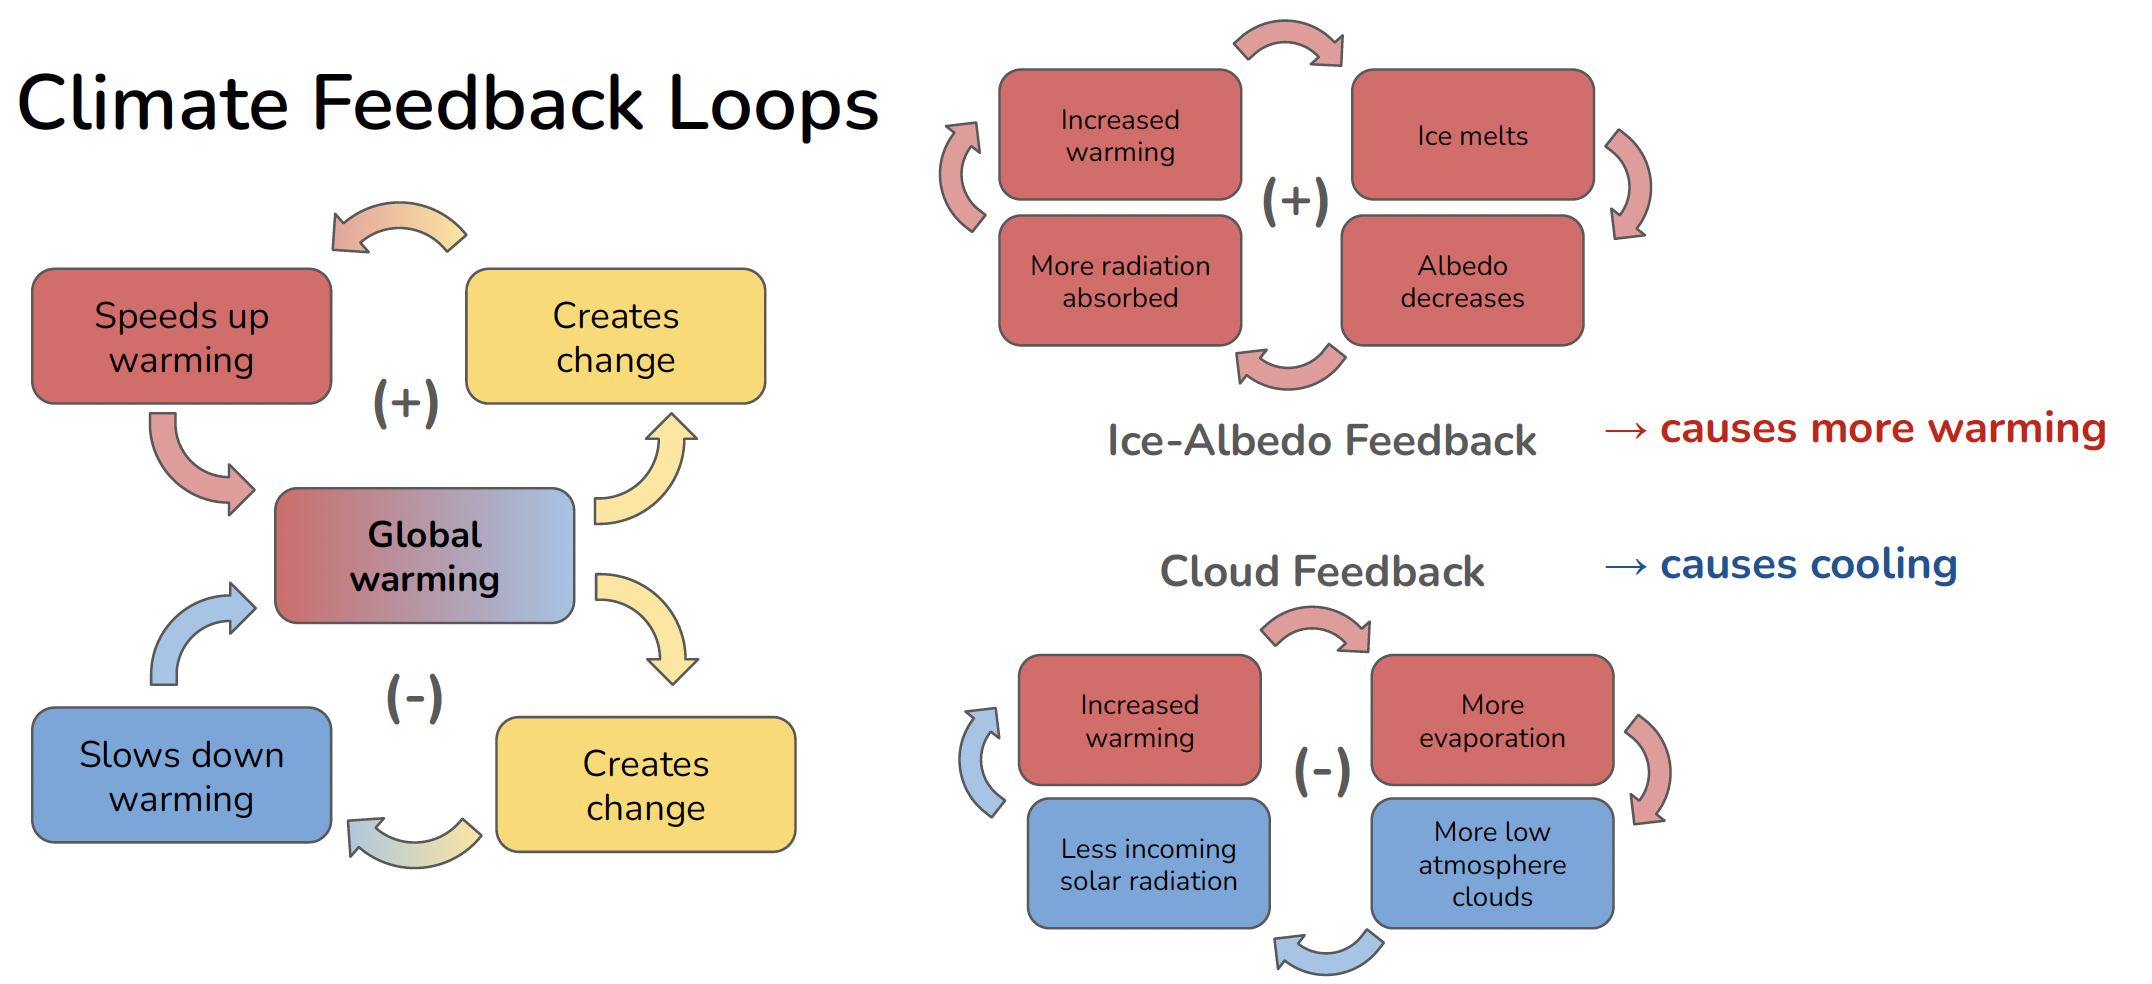 Climate Feedback Loops
Speeds up
warming
Creates
change
(+)
Global
warming
(-)
Slows down
warming
Creates
change
Increased
warming
Ice melts
(+)
More radiation
absorbed
Albedo
decreases
Ice-Albedo Feedback
→ causes more warming
Cloud Feedback
→ causes cooling
Increased
warming
More
evaporation
(-)
Less incoming
solar radiation
More low
atmosphere
clouds